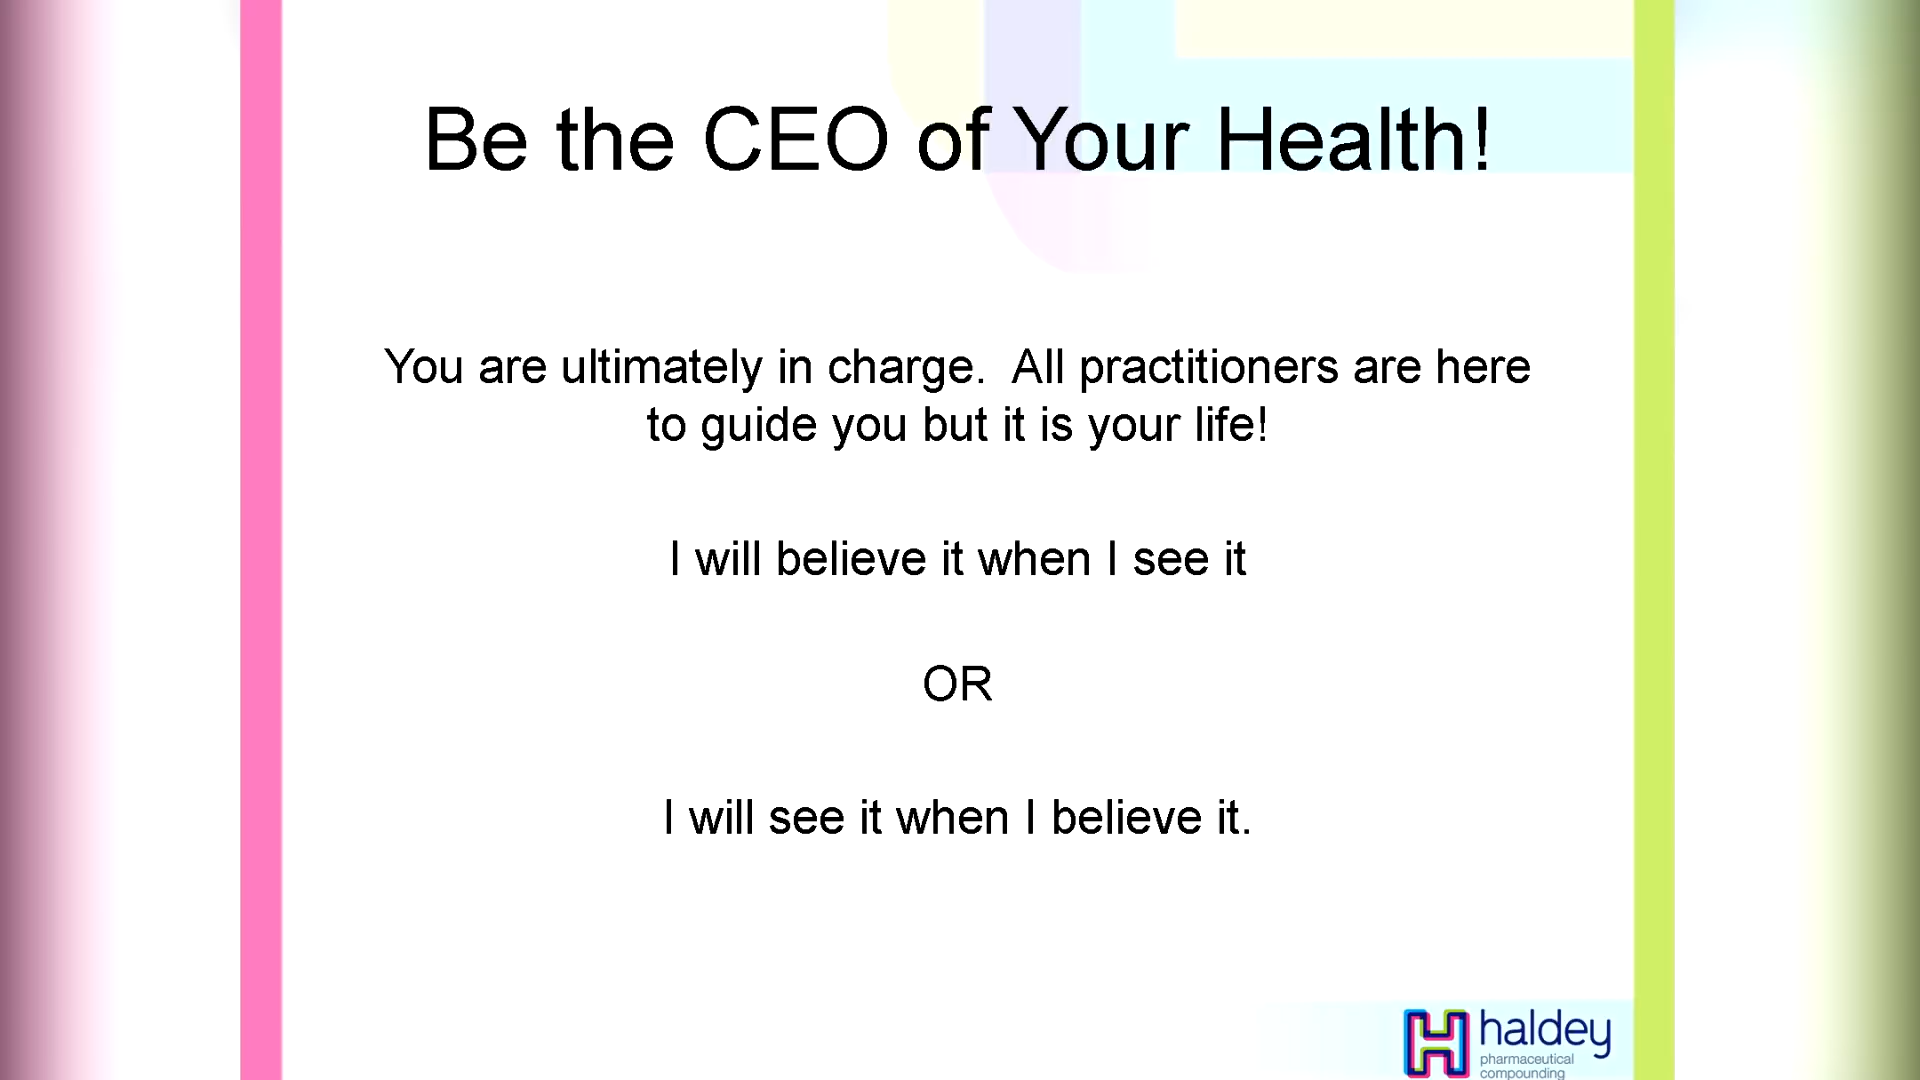 Be the CEO of Your Health!
You are ultimately in charge.  All practitioners are here
to guide you but it is your life!
I will believe it when I see it
OR
I will see it when I believe it.
haldey
pharmaceutical
compounding